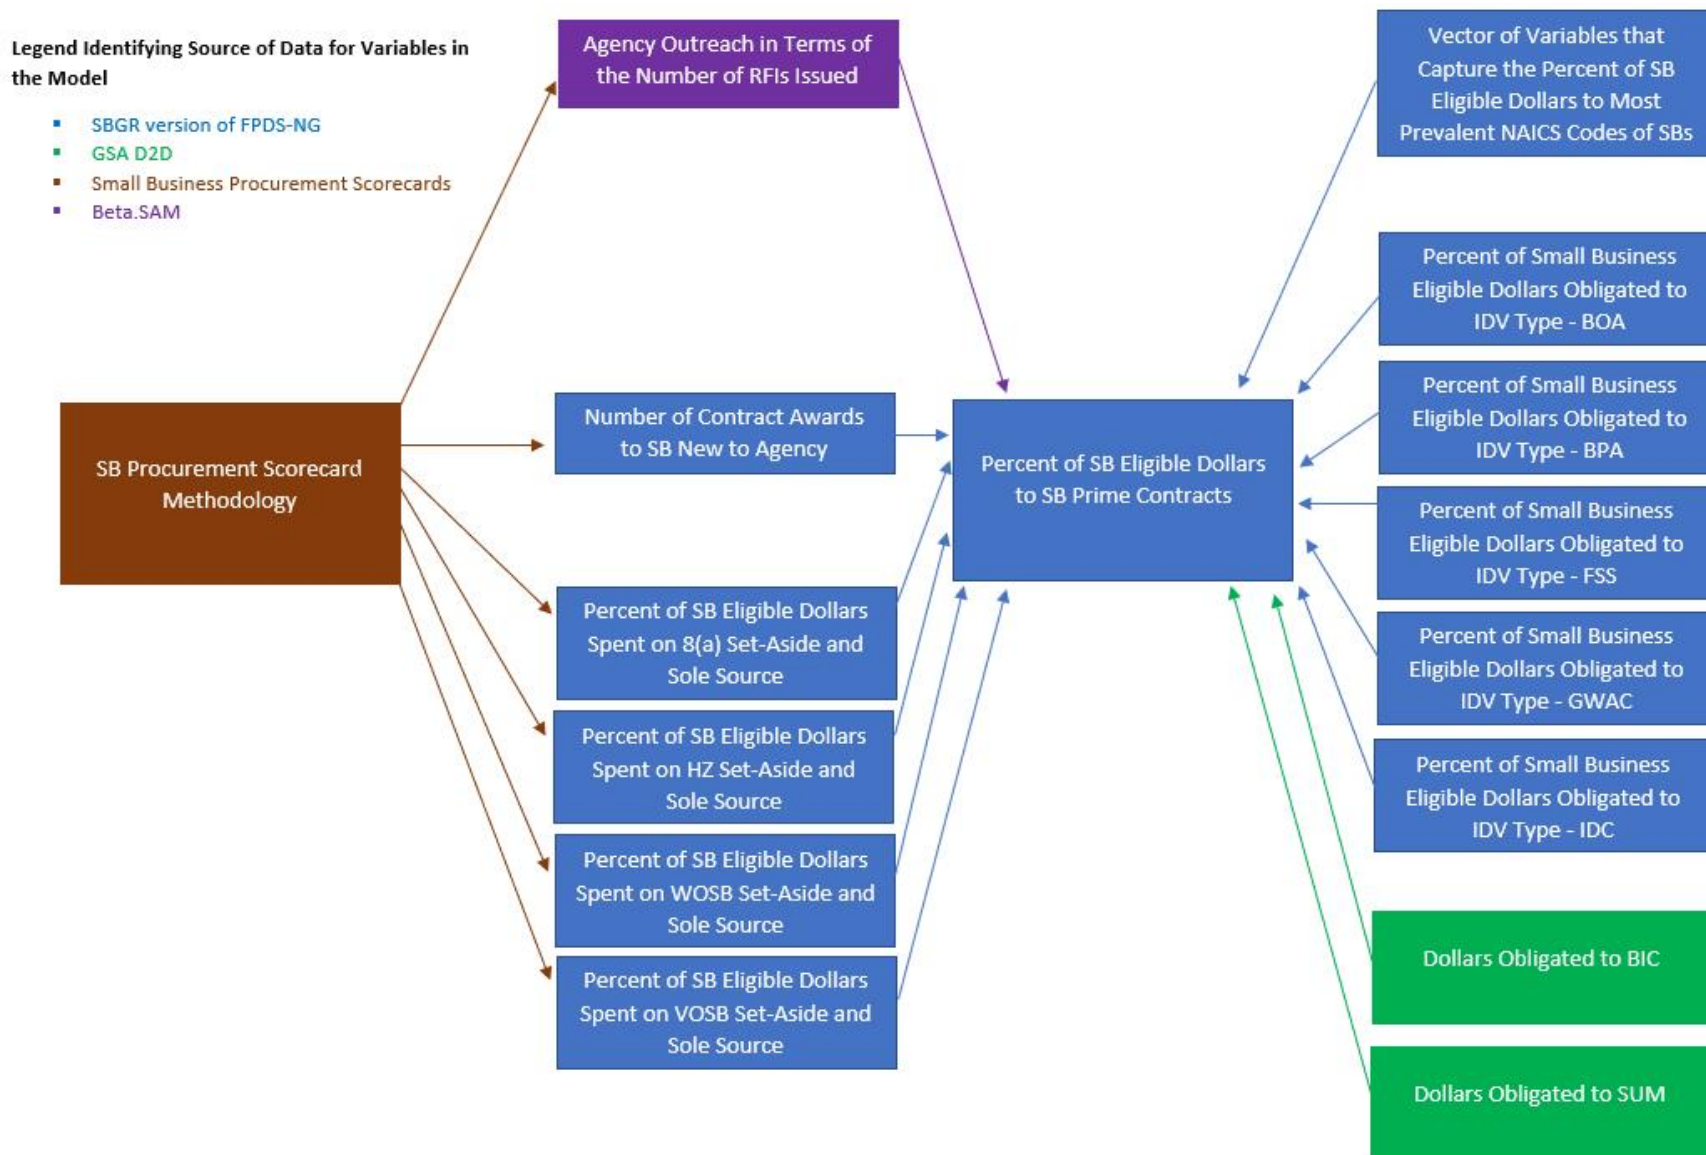 Legend Identifying Source of Data for Variables in
the Model
SBGR version of FPDS-NG
GSA D2D
Small Business Procurement Scorecards
Beta.SAM
SB Procurement Scorecard
Methodology
Agency Outreach in Terms of
the Number of RFIs Issued
Number of Contract Awards
to SB New to Agency
Percent of SB Eligible Dollars
Spent on 8(a) Set-Aside and
Sole Source
Percent of SB Eligible Dollars
Spent on HZ Set-Aside and
Sole Source
Percent of SB Eligible Dollars
Spent on WOSB Set-Aside and
Sole Source
Percent of SB Eligible Dollars
Spent on VOSB Set-Aside and
Sole Source
Percent of SB Eligible Dollars
to SB Prime Contracts
Vector of Variables that
Capture the Percent of SB
Eligible Dollars to Most
Prevalent NAICS Codes of SBs
Percent of Small Business
Eligible Dollars Obligated to
IDV Type - BOA
Percent of Small Business
Eligible Dollars Obligated to
IDV Type - BPA
Percent of Small Business
Eligible Dollars Obligated to
IDV Type - FSS
Percent of Small Business
Eligible Dollars Obligated to
IDV Type - GWAC
Percent of Small Business
Eligible Dollars Obligated to
IDV Type - IDC
Dollars Obligated to BIC
Dollars Obligated to SUM